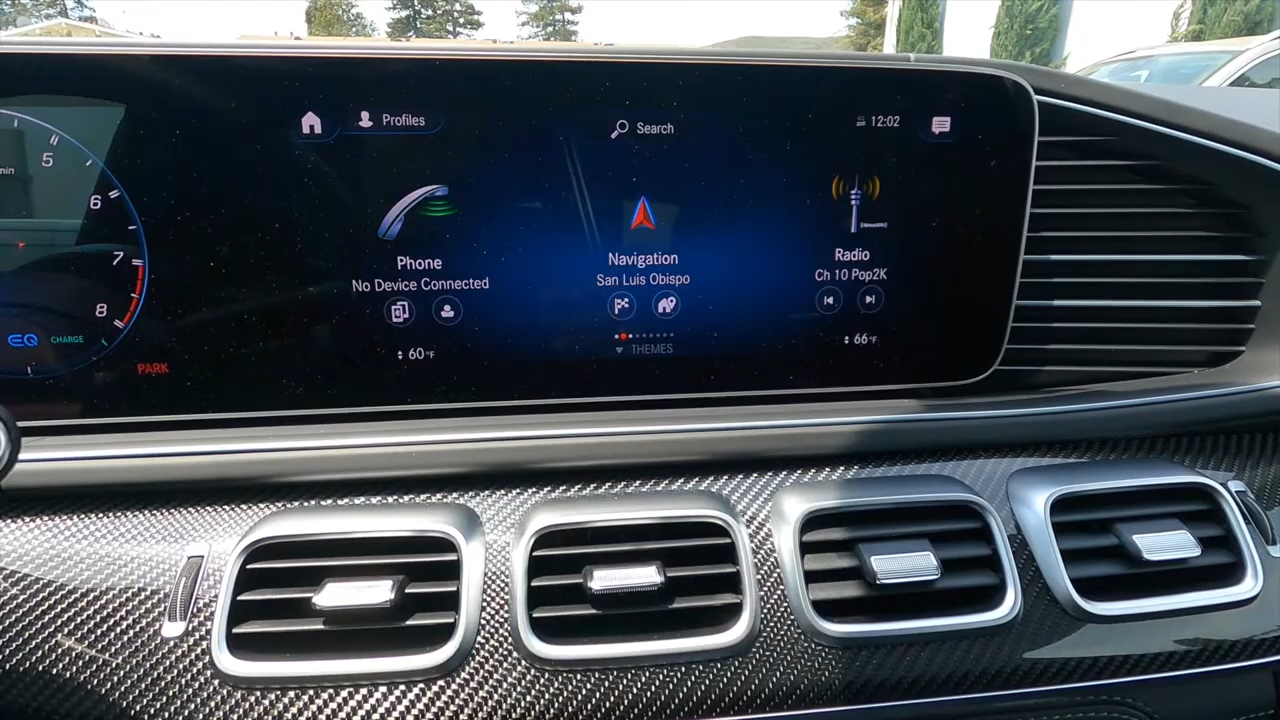 Profiles
Search
12:02
5
min
6
7
8
EQ CHARGE
PARK
Phone
No Device Connected
60°F
Navigation
San Luis Obispo
THEMES
Radio
Ch 10 Pop2K
66°F